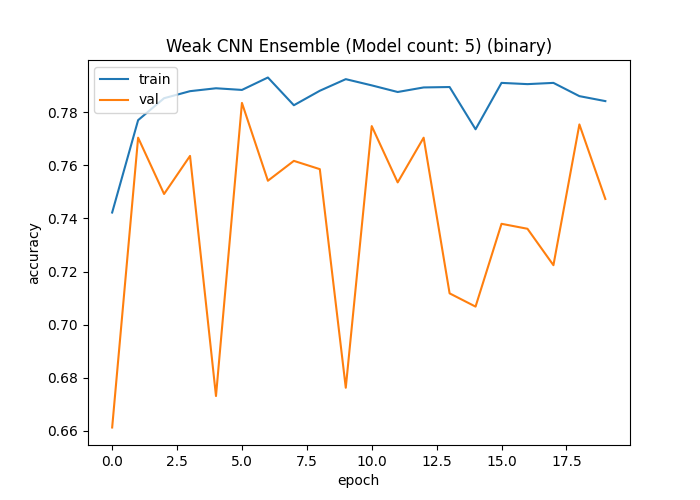 Weak CNN Ensemble (Model count: 5) (binary)
train
val
accuracy
0.78
0.76
0.74
0.72
0.70
0.68
0.66
0.0 2.5 5.0 7.5 10.0 12.5 15.0 17.5
epoch